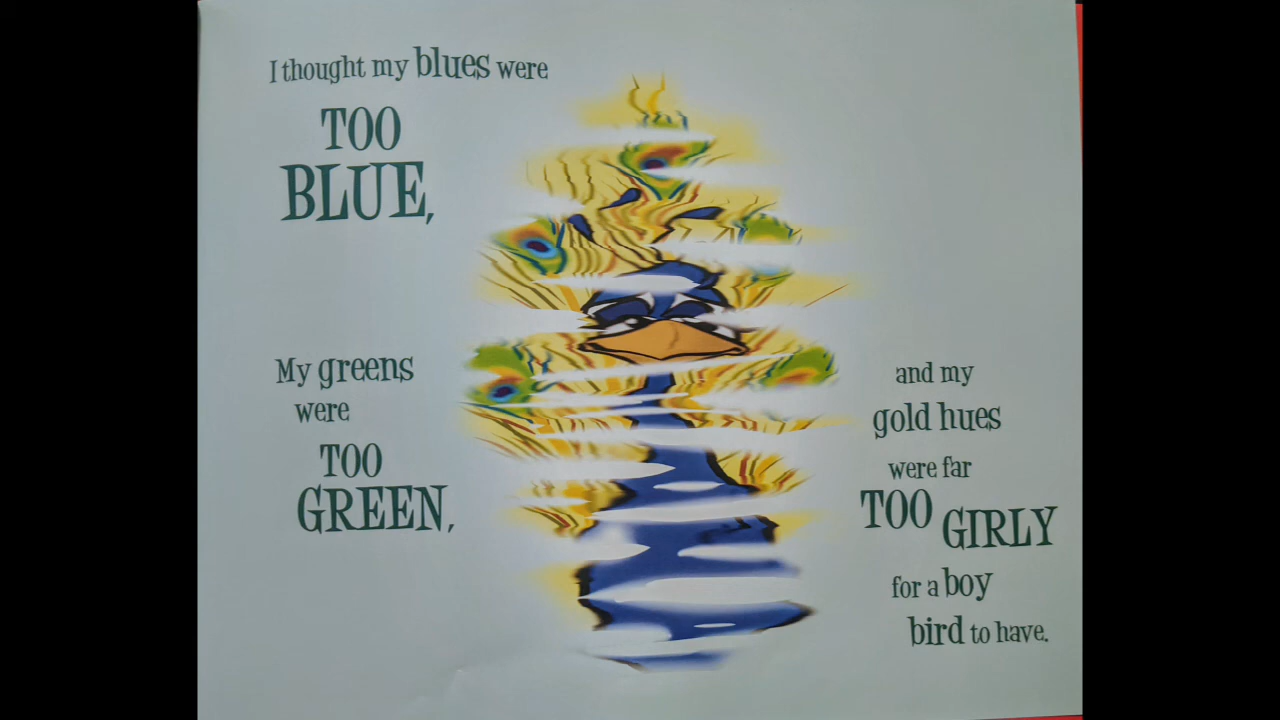 I thought my blues were
TOO
BLUE,
My greens
were
TOO
GREEN,
and my
gold hues
were far
TOO GIRLY
for a boy
bird to have.